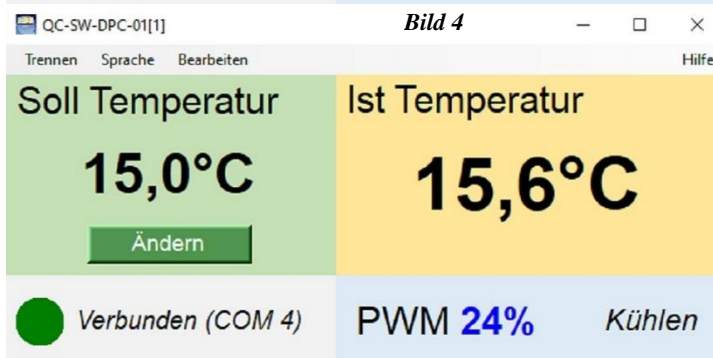 QC-SW-DPC-01[1] Bild 4
Trennen Sprache Bearbeiten Hilfe
Soll Temperatur
15,0°C
Ändern
Ist Temperatur
15,6°C
Verbunden (COM 4)
PWM 24% Kühlen